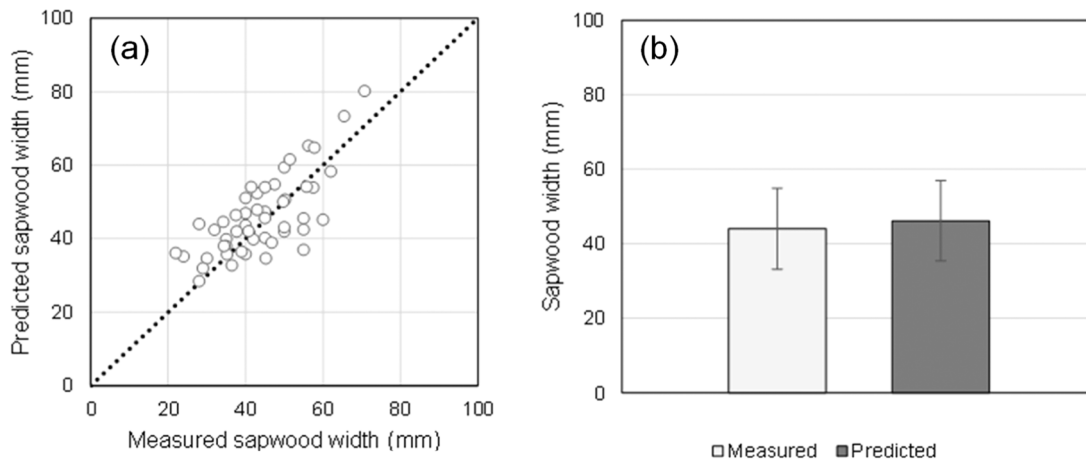 (a)
Predicted sapwood width (mm)
100
80
60
40
20
0
0 20 40 60 80 100
Measured sapwood width (mm)
(b)
Sapwood width (mm)
100
80
60
40
20
0
Measured Predicted